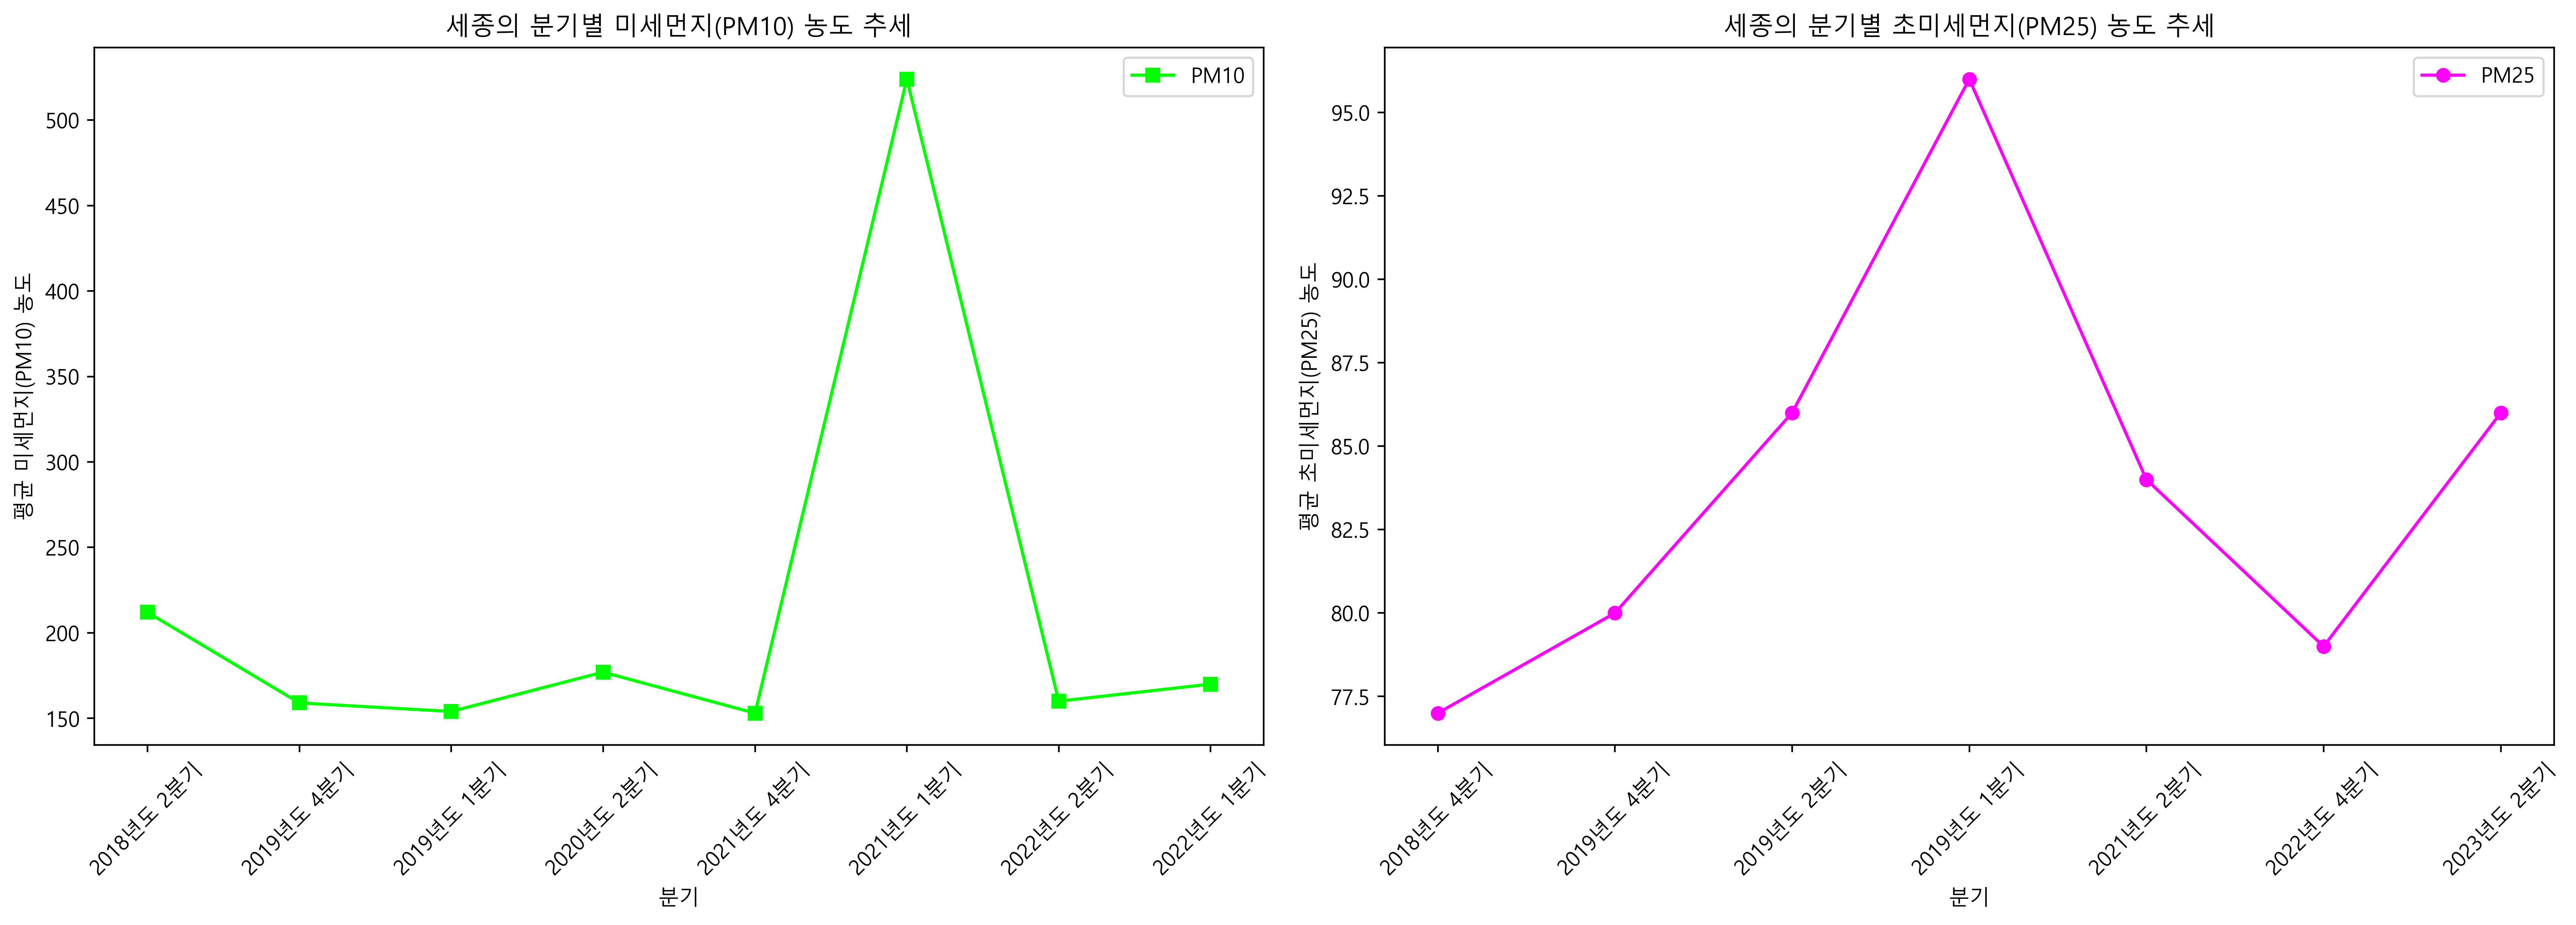 세종의 분기별 미세먼지(PM10) 농도 추세
PM10
평균 미세먼지(PM10) 농도
500
450
400
350
300
250
200
150
2018년도 2분기
2019년도 4분기
2019년도 1분기
2020년도 2분기
2021년도 4분기
2021년도 1분기
2022년도 2분기
2022년도 1분기
분기
세종의 분기별 초미세먼지(PM25) 농도 추세
PM25
평균 초미세먼지(PM25) 농도
95.0
92.5
90.0
87.5
85.0
82.5
80.0
77.5
2018년도 4분기
2019년도 4분기
2019년도 2분기
2019년도 1분기
2021년도 2분기
2022년도 4분기
2023년도 2분기
분기